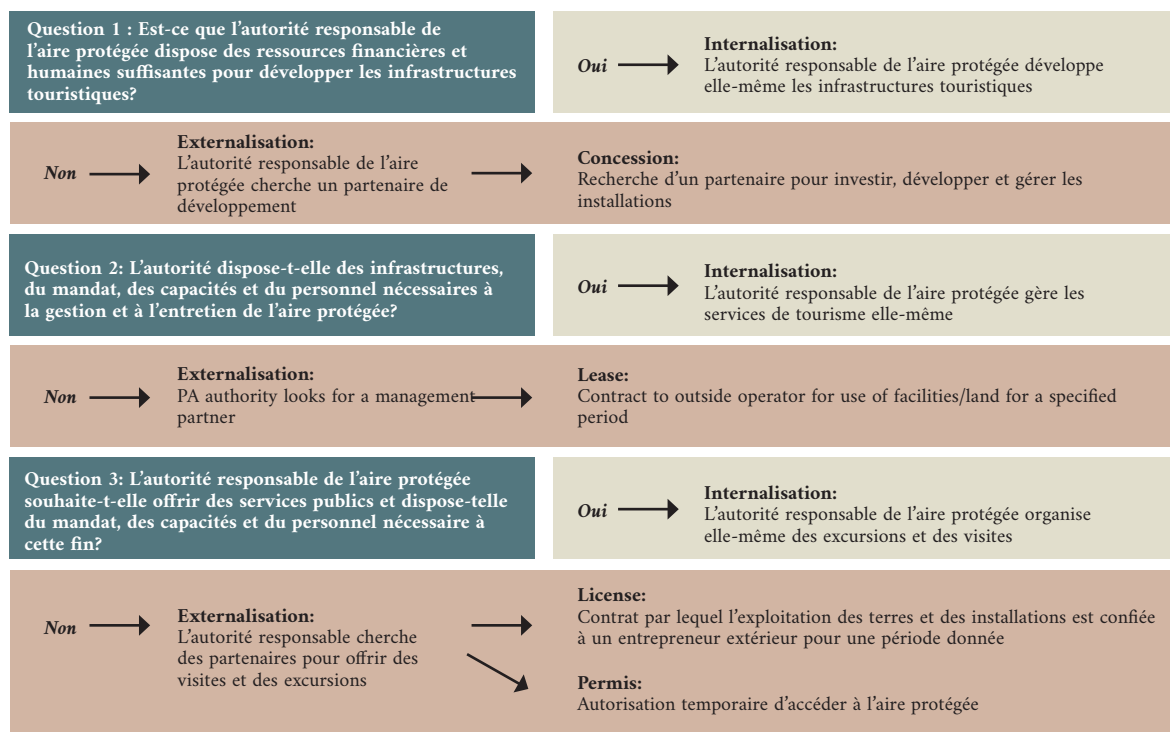 Question 1 : Est-ce que l'autorité responsable de
l'aire protégée dispose des ressources financières et
humaines suffisantes pour développer les infrastructures
touristiques?
Oui
Internalisation:
L'autorité responsable de l'aire protégée développe
elle-même les infrastructures touristiques
Non
Externalisation:
L'autorité responsable de l'aire
protégée cherche un partenaire de
développement
Concession:
Recherche d'un partenaire pour investir, développer et gérer les
installations
Question 2: L'autorité dispose-t-elle des infrastructures,
du mandat, des capacités et du personnel nécessaires à
la gestion et à l'entretien de l'aire protégée?
Oui
Internalisation:
L'autorité responsable de l'aire protégée gère les
services de tourisme elle-même
Non
Externalisation:
PA authority looks for a management
partner
Lease:
Contract to outside operator for use of facilities/land for a specified
period
Question 3: L'autorité responsable de l'aire protégée
souhaite-t-elle offrir des services publics et dispose-telle
du mandat, des capacités et du personnel nécessaire à
cette fin?
Oui
Internalisation:
L'autorité responsable de l'aire protégée organise
elle-même des excursions et des visites
Non
Externalisation:
L'autorité responsable cherche
des partenaires pour offrir des
visites et des excursions
License:
Contrat par lequel l'exploitation des terres et des installations est confiée
à un entrepreneur extérieur pour une période donnée
Permis:
Autorisation temporaire d'accéder à l'aire protégée